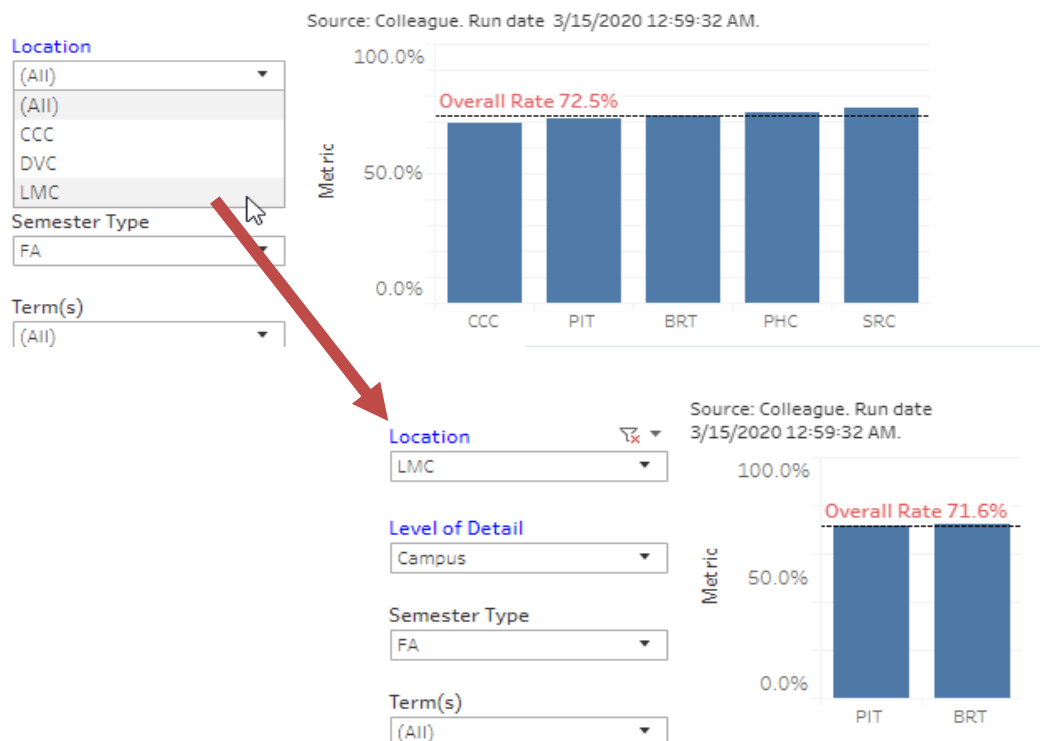 Source: Colleague. Run date 3/15/2020 12:59:32 AM.
Location
(All)
(All)
CCC
DVC
LMC
Semester Type
FA
Term(s)
(All)
100.0%
Overall Rate 72.5%
50.0%
Metric
0.0%
CCC PIT BRT PHC SRC
Location
LMC
Level of Detail
Campus
Semester Type
FA
Term(s)
(All)
Source: Colleague. Run date
3/15/2020 12:59:32 AM.
100.0%
Overall Rate 71.6%
50.0%
Metric
0.0%
PIT BRT